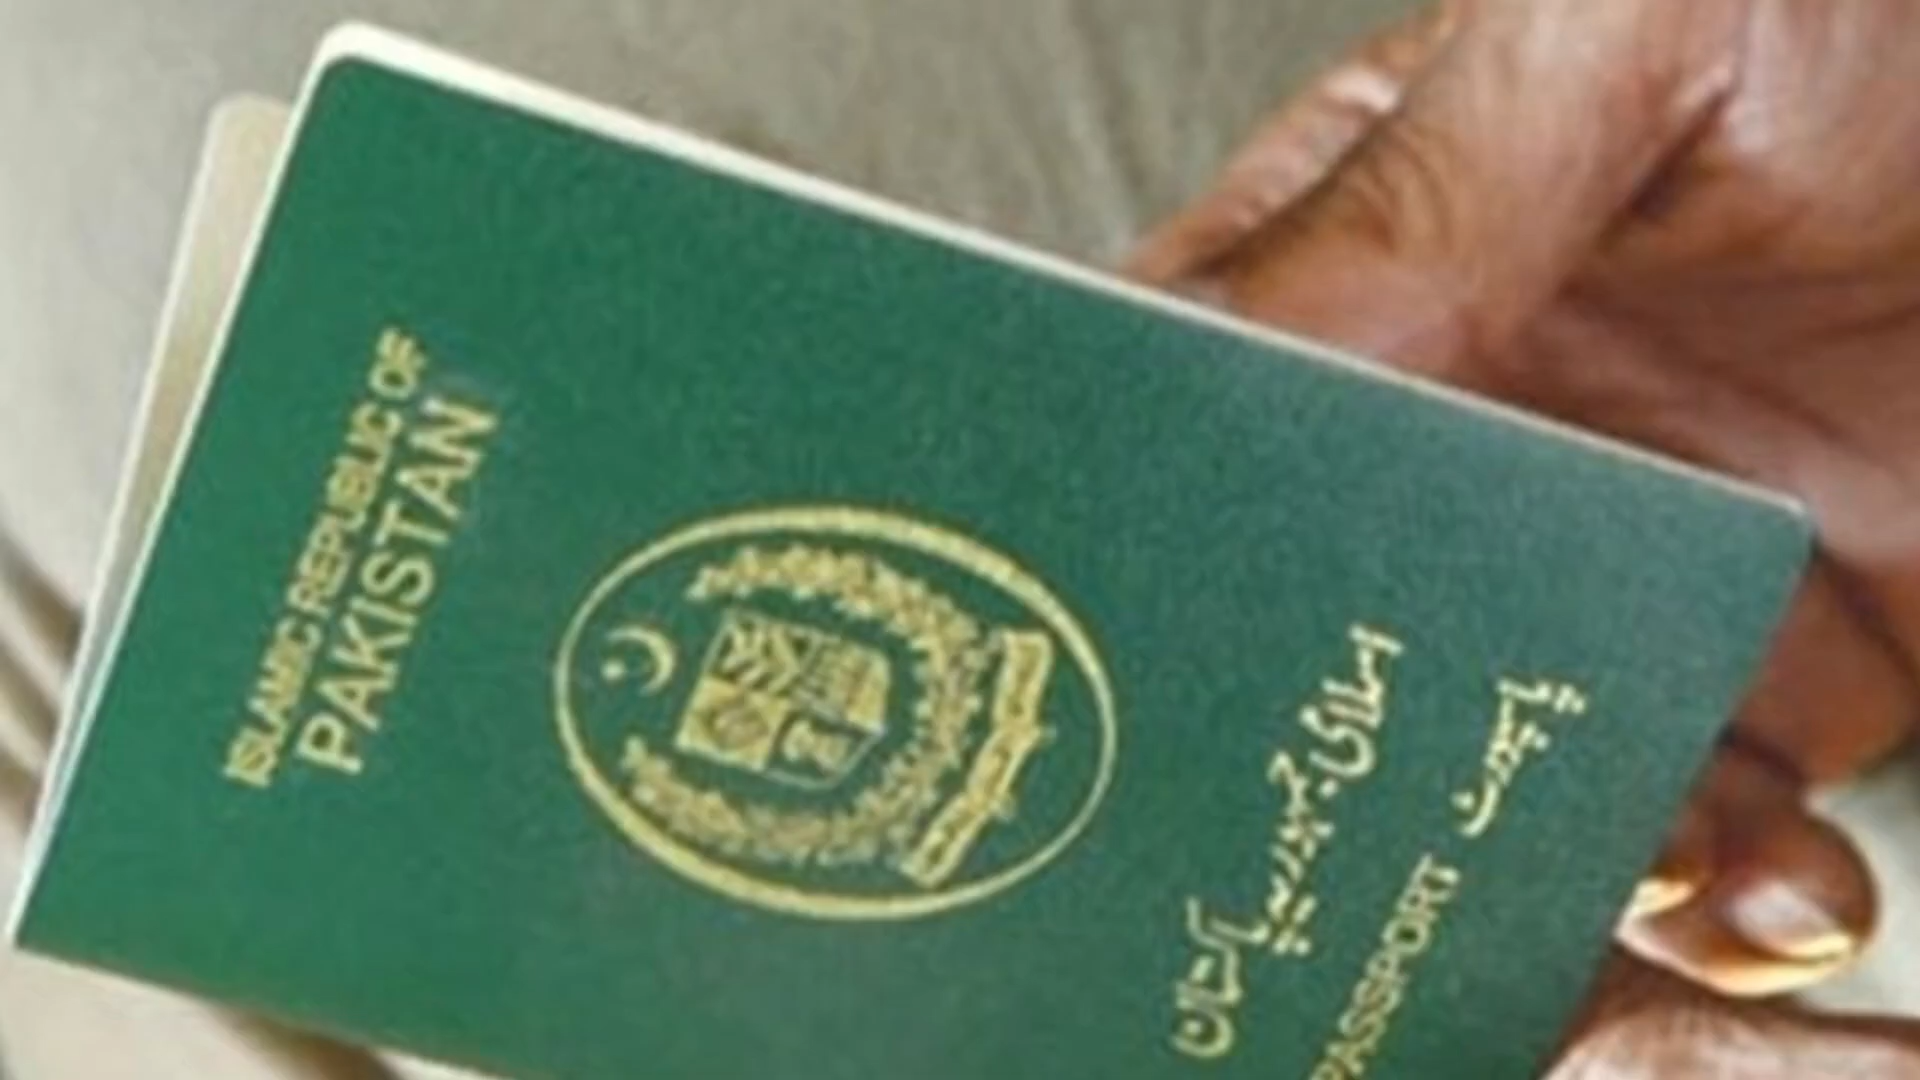 ISLAMIC REPUBLIC OF
PAKISTAN
اسلامی جمہوریہ پاکستان
پاسپورٹ
PASSPORT